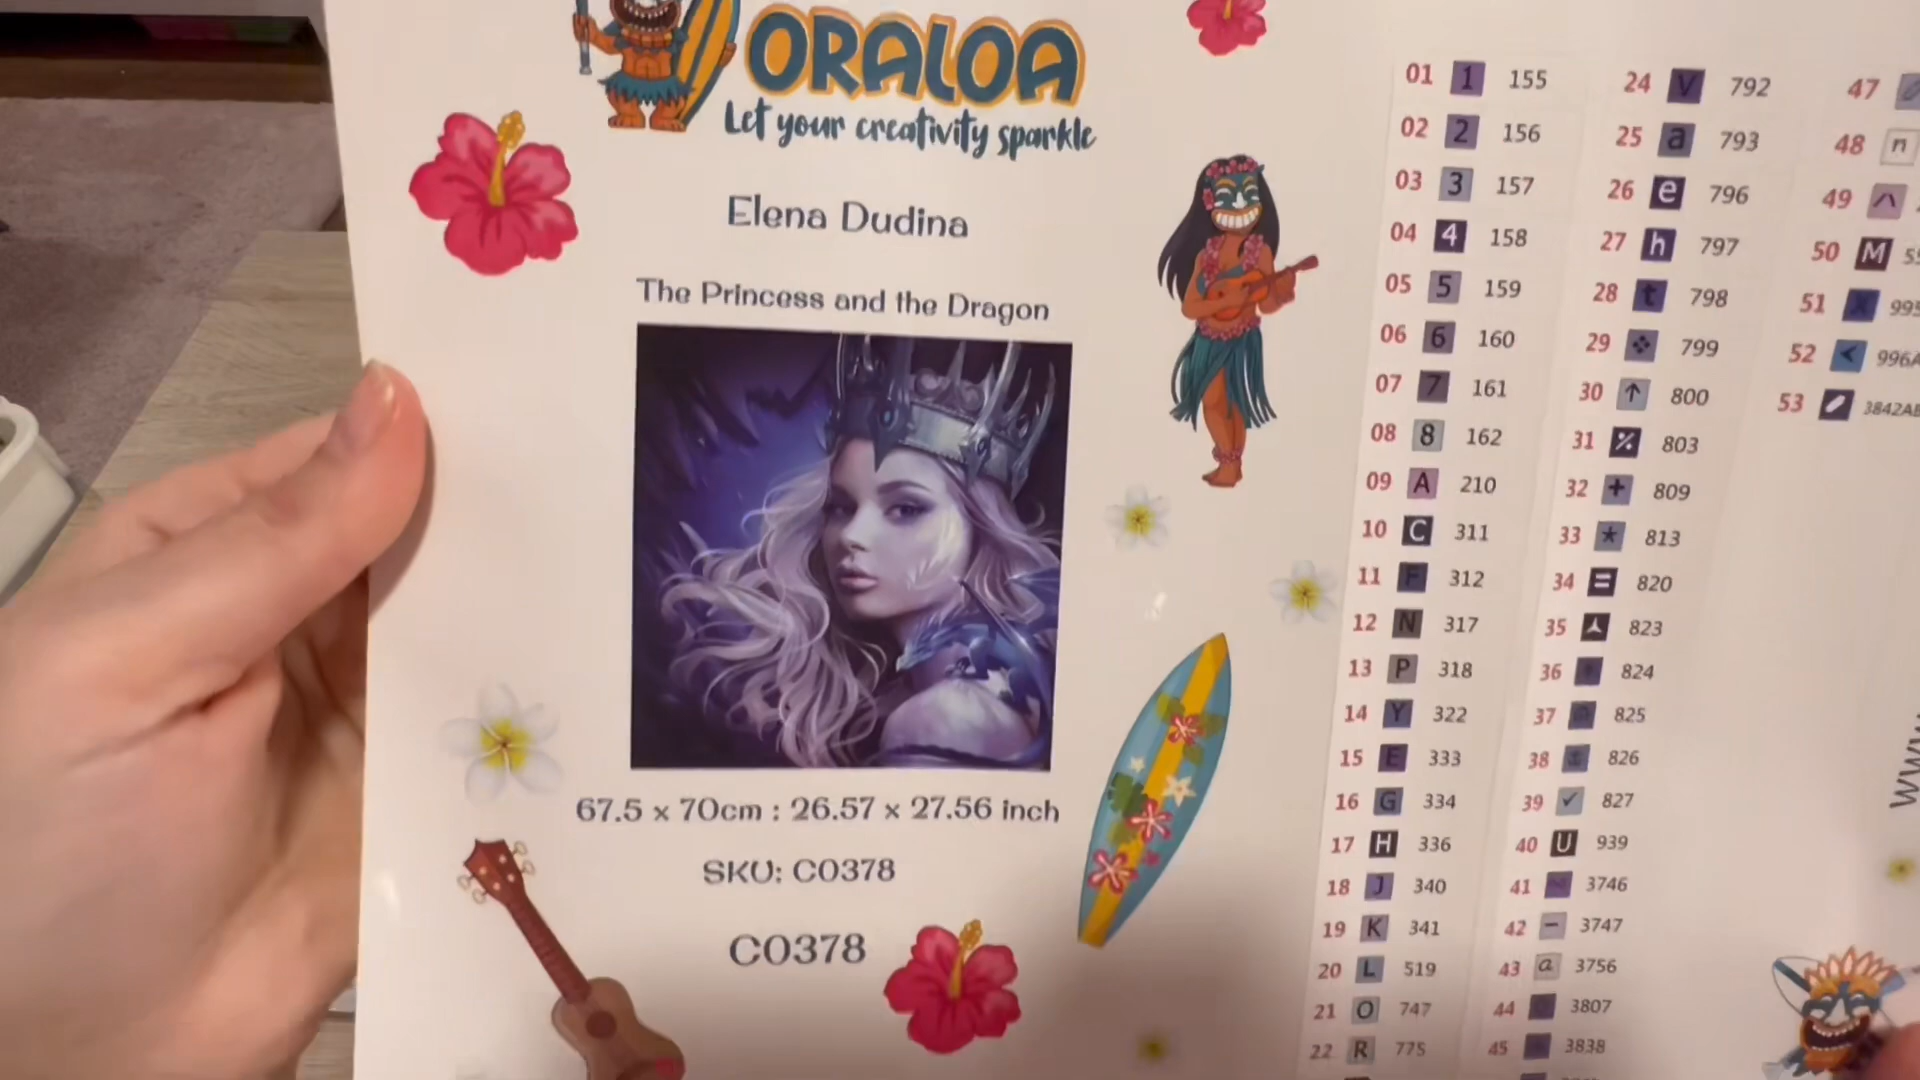 ORALOA
Let your creativity sparkle
Elena Dudina
The Princess and the Dragon
67.5 x 70cm : 26.57 x 27.56 inch
SKU: CO378
CO378
01 1 155
02 2 156
03 3 157
04 4 158
05 5 159
06 6 160
07 7 161
08 8 162
09 A 210
10 C 311
11 F 312
12 N 317
13 P 318
14 Y 322
15 E 333
16 G 334
17 H 336
18 J 340
19 K 341
20 L 519
21 O 747
22 R 775
24 V 792
25 a 793
26 e 796
27 h 797
28 t 798
29 ❖ 799
30 ↑ 800
31 % 803
32 + 809
33 ★ 813
34 = 820
35 823
36 824
37 825
38 826
39 ✓ 827
40 U 939
41 3746
42 − 3747
43 a 3756
44 3807
45 3838
47
48 n
49 ^
50 M
51 X 995
52 < 996A
53 3842AB